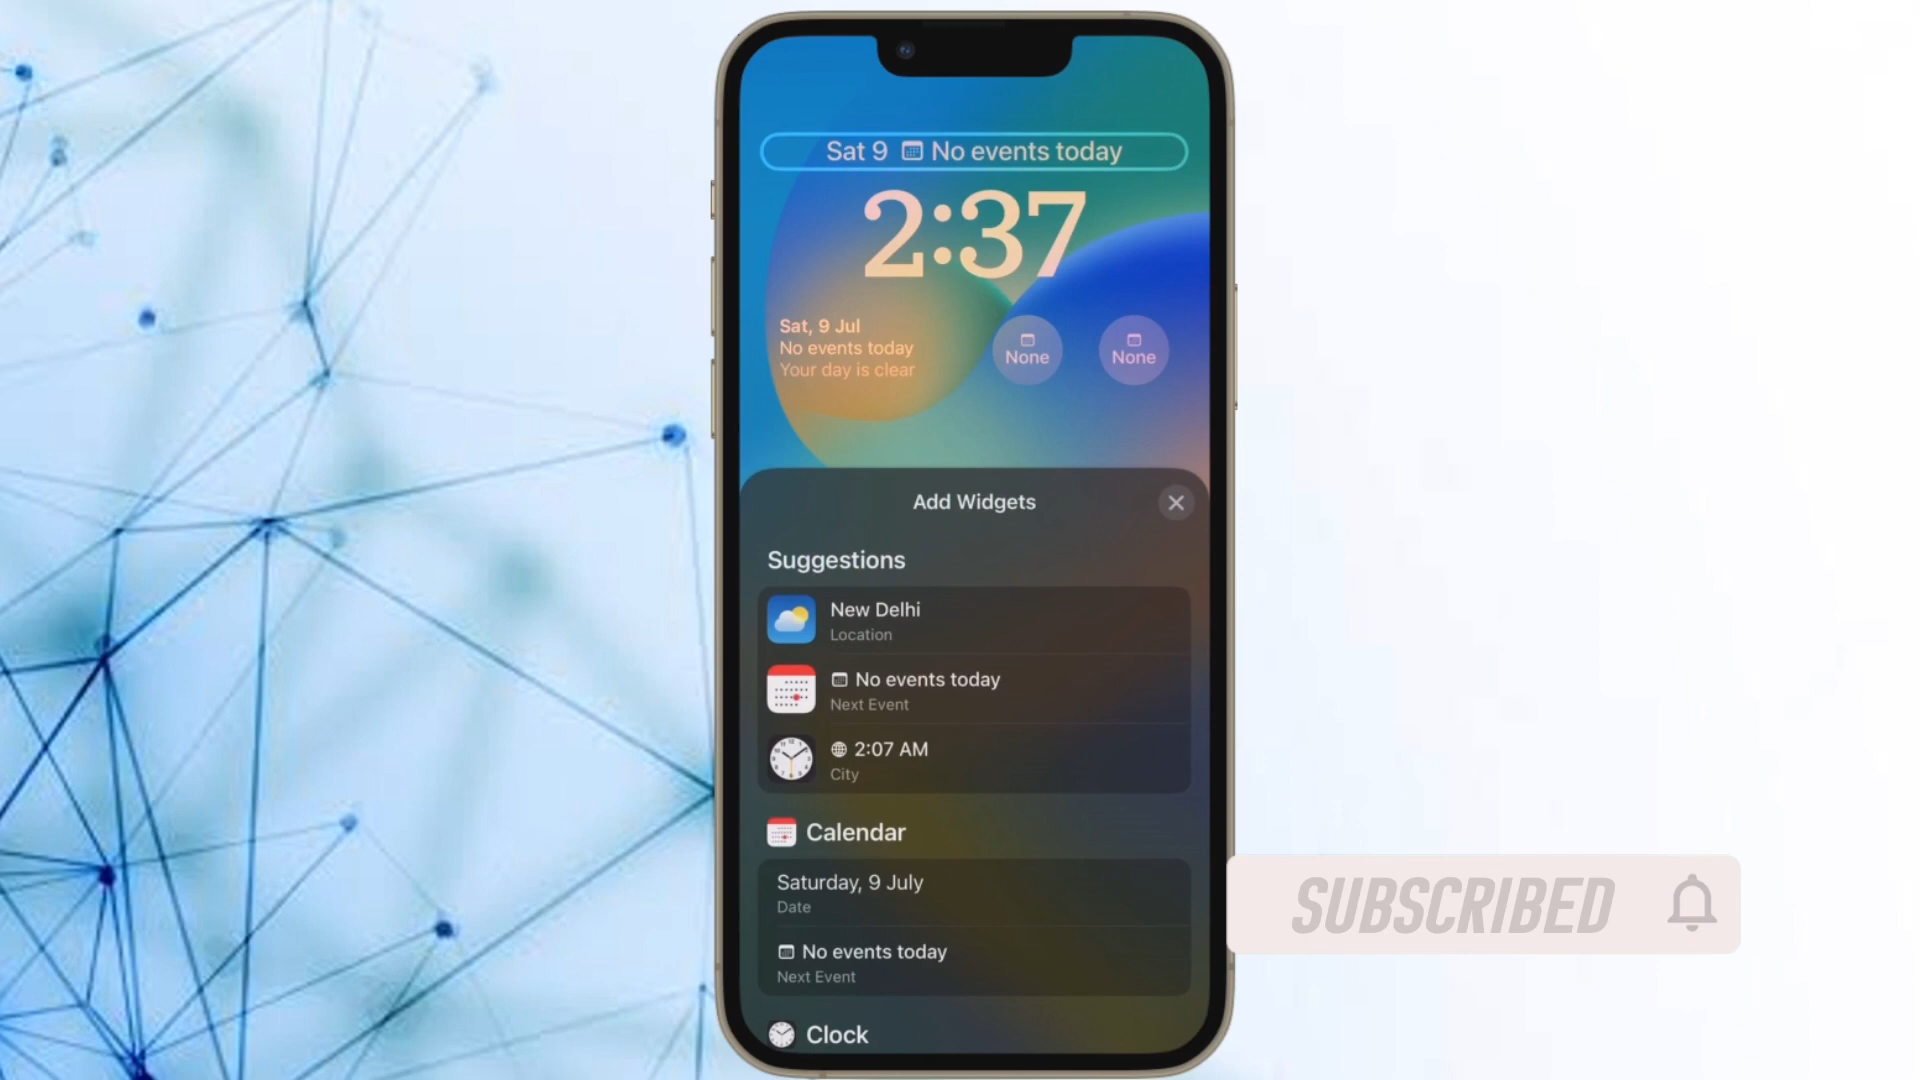 Sat 9 No events today
2:37
Sat, 9 Jul
No events today
Your day is clear
None
None
Add Widgets
Suggestions
New Delhi
Location
No events today
Next Event
2:07 AM
City
Calendar
Saturday, 9 July
Date
No events today
Next Event
Clock
SUBSCRIBED